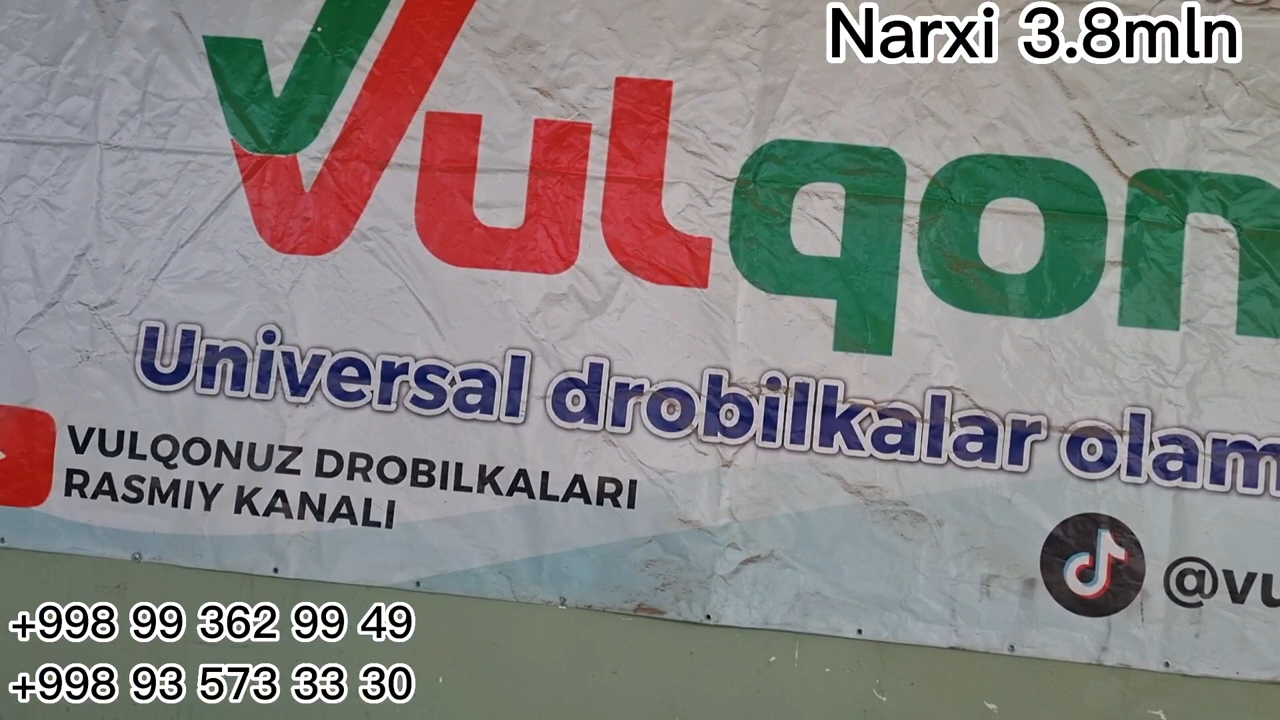 Narxi 3.8mln
Vulqon
Universal drobilkalar olam
VULQONUZ DROBILKALARI
RASMIY KANALI
@vu
+998 99 362 99 49
+998 93 573 33 30